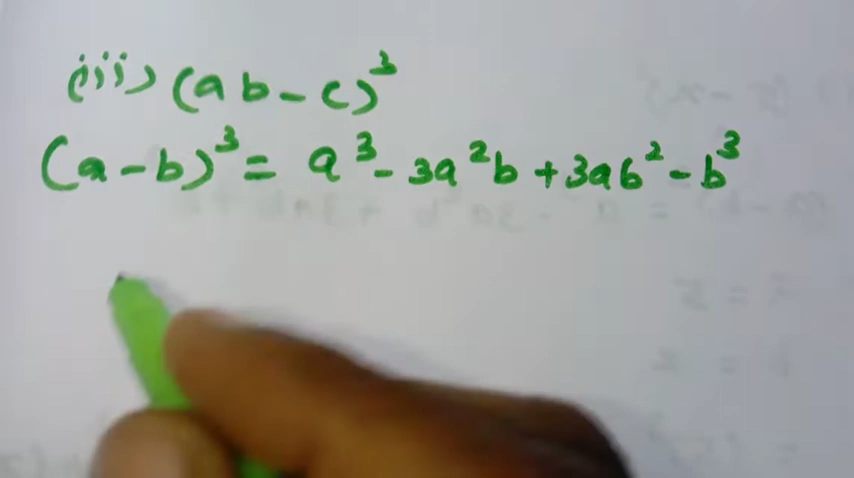 (iii) (ab-c)³
(a-b)³ = a³-3a²b+3ab²-b³